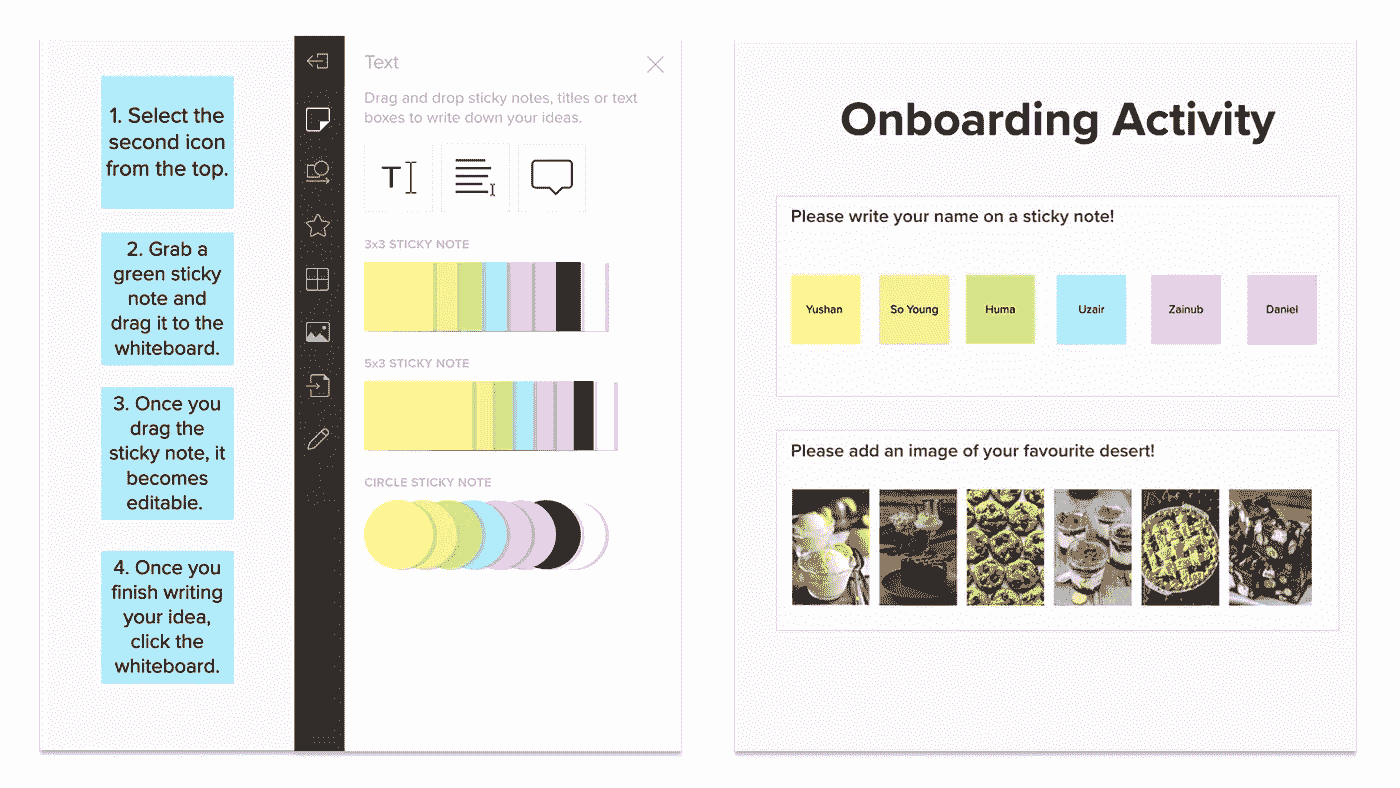 1. Select the
second icon
from the top.
2. Grab a
green sticky
note and
drag it to the
whiteboard.
3. Once you
drag the
sticky note, it
becomes
editable.
4. Once you
finish writing
your idea,
click the
whiteboard.
Text
Drag and drop sticky notes, titles or text
boxes to write down your ideas.
T
3x3 STICKY NOTE
5x3 STICKY NOTE
CIRCLE STICKY NOTE
Onboarding Activity
Please write your name on a sticky note!
Yushan
So Young
Huma
Uzair
Zainub
Daniel
Please add an image of your favourite desert!